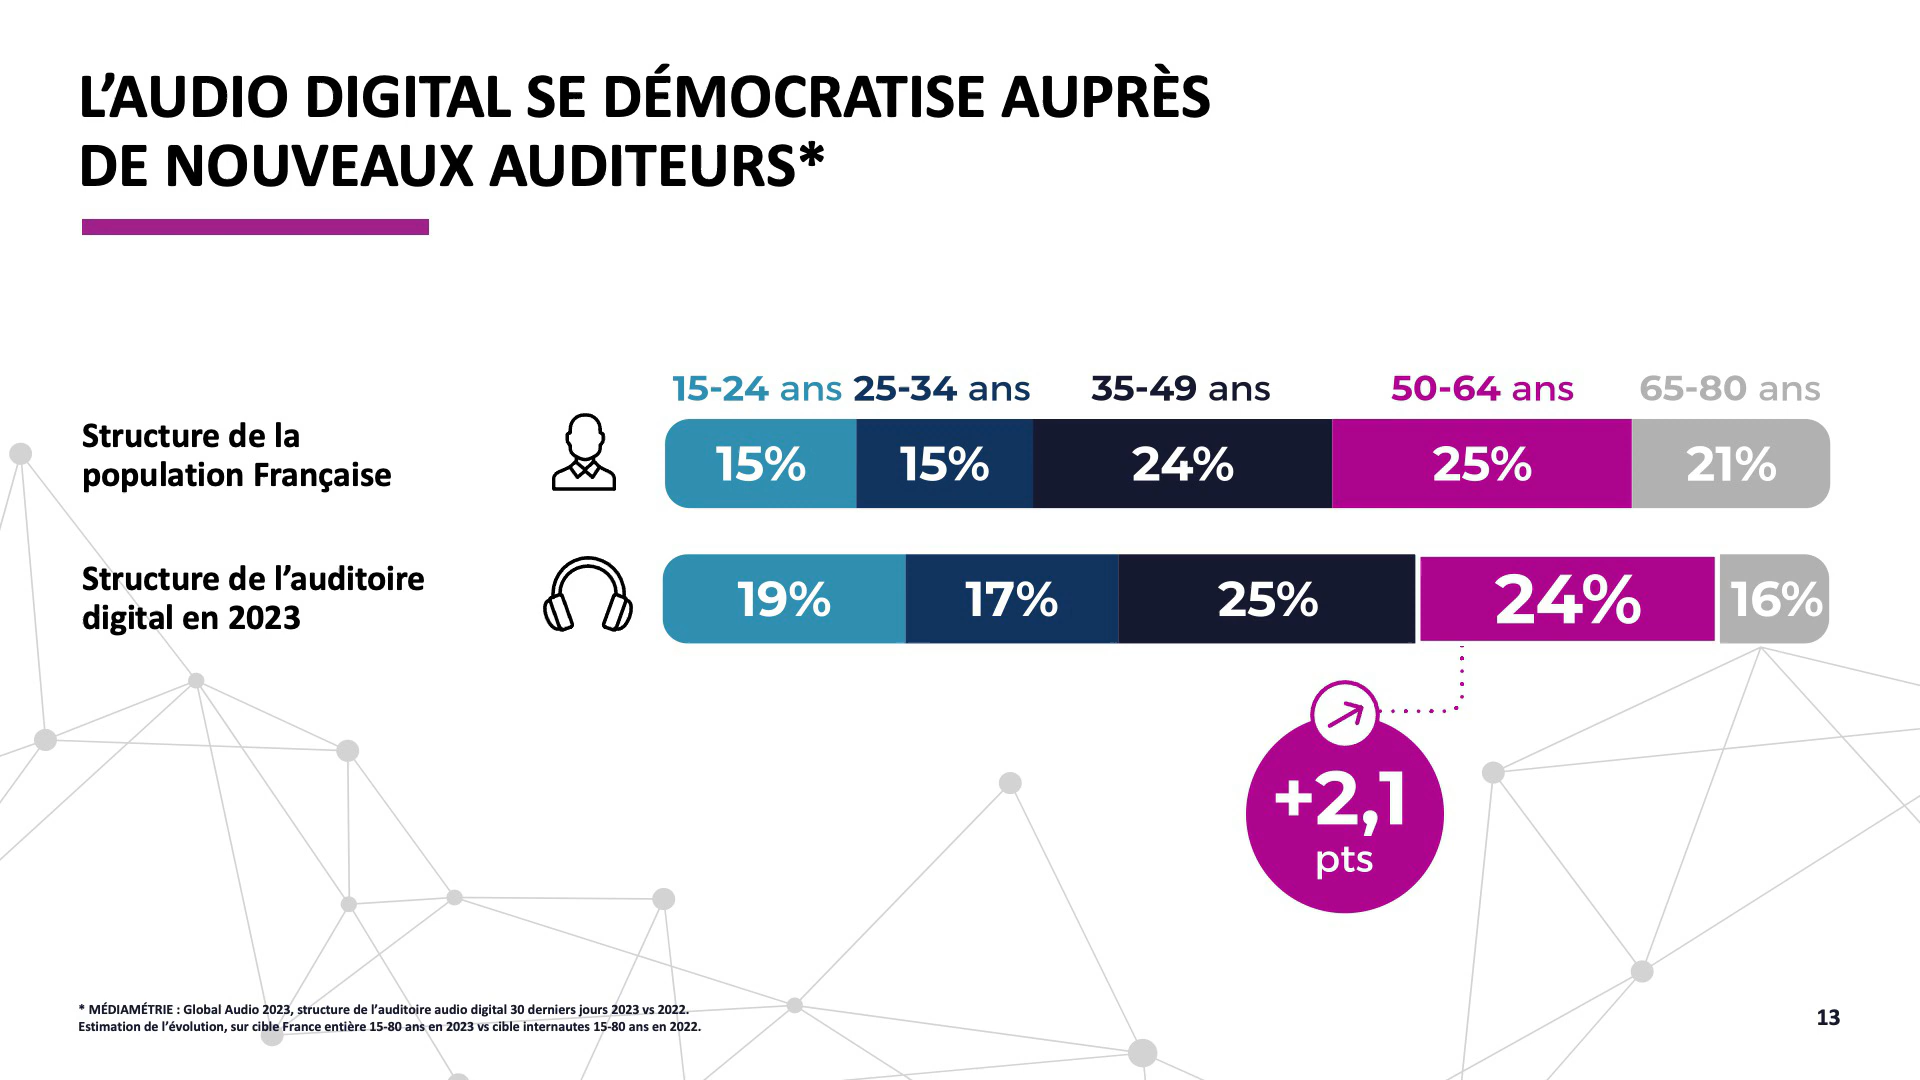 L’AUDIO DIGITAL SE DÉMOCRATISE AUPRÈS
DE NOUVEAUX AUDITEURS*
15-24 ans 25-34 ans 35-49 ans 50-64 ans 65-80 ans
Structure de la
population Française
15% 15% 24% 25% 21%
Structure de l’auditoire
digital en 2023
19% 17% 25% 24% 16%
+2,1
pts
* MÉDIAMÉTRIE : Global Audio 2023, structure de l’auditoire audio digital 30 derniers jours 2023 vs 2022.
Estimation de l’évolution, sur cible France entière 15-80 ans en 2023 vs cible internautes 15-80 ans en 2022.
13